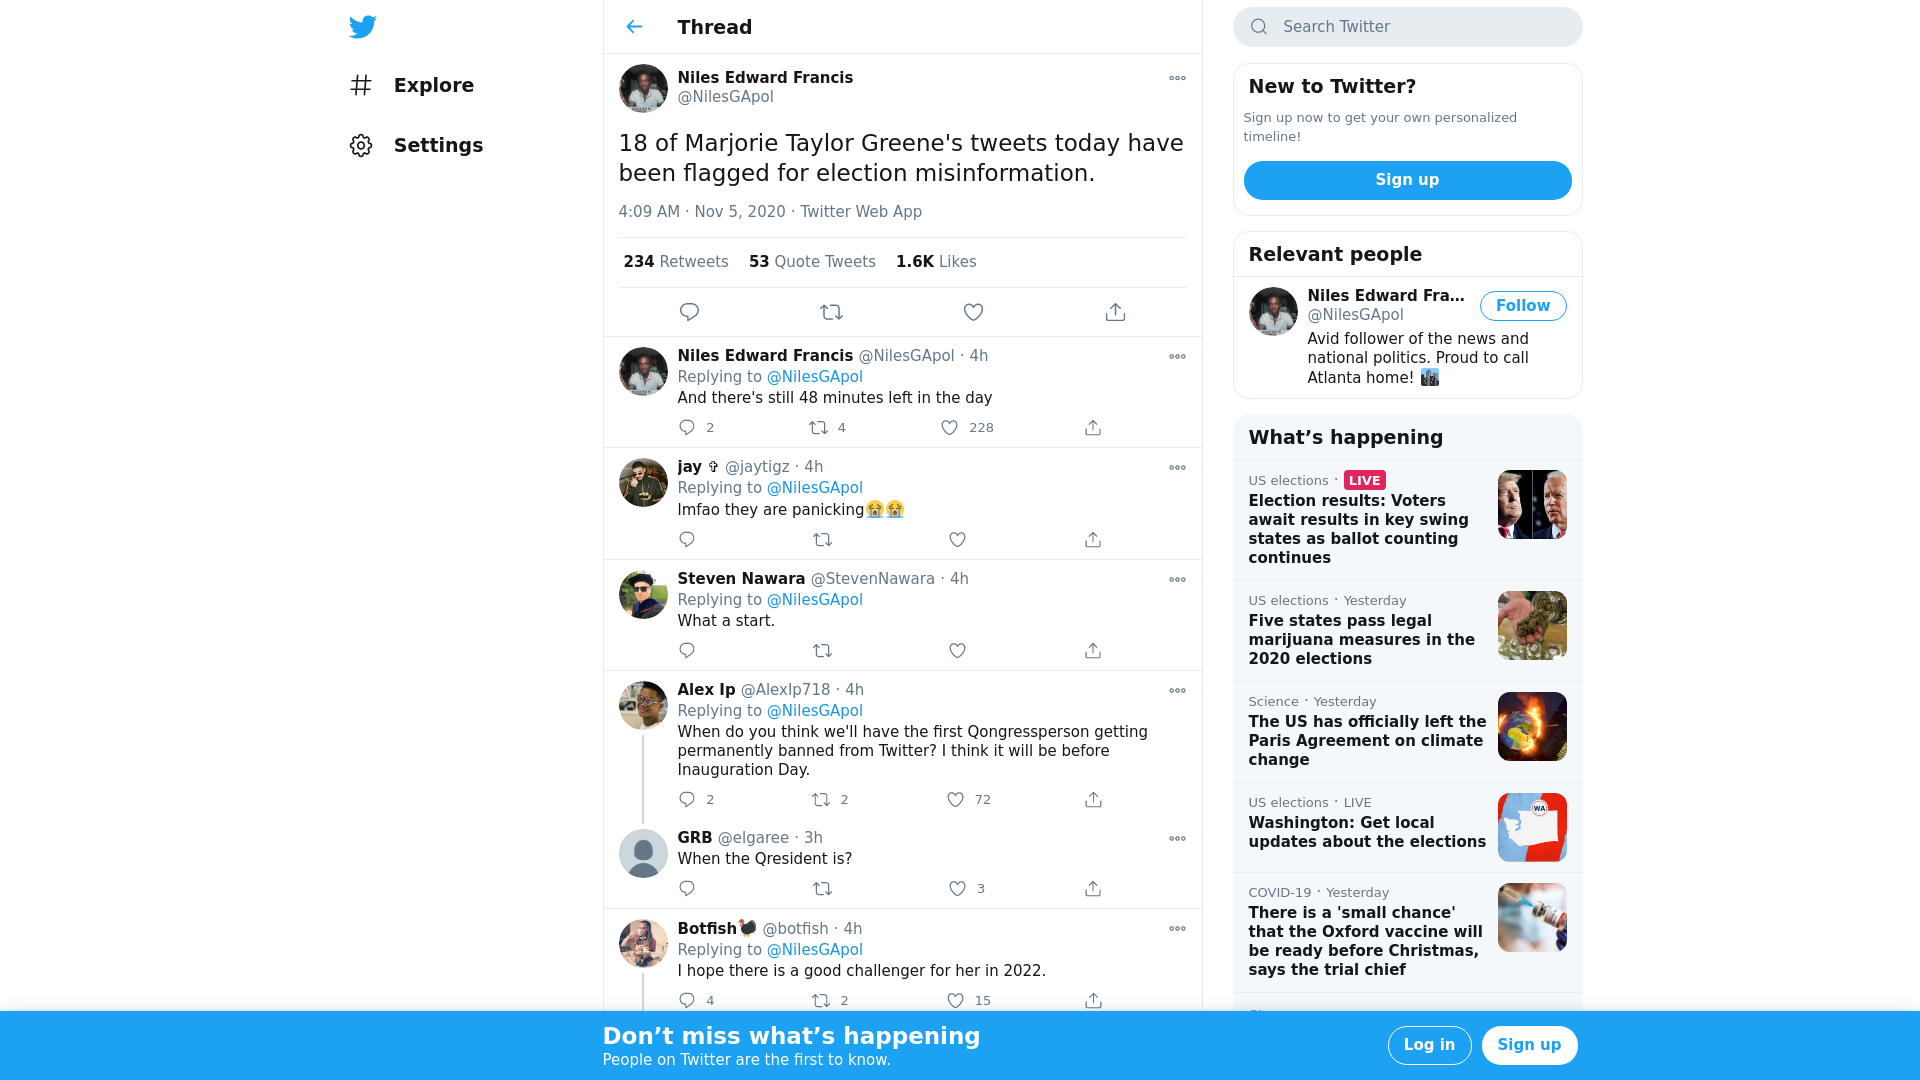 Explore
Settings
Thread
Niles Edward Francis
@NilesGApol
18 of Marjorie Taylor Greene's tweets today have
been flagged for election misinformation.
4:09 AM · Nov 5, 2020 · Twitter Web App
234 Retweets 53 Quote Tweets 1.6K Likes
Niles Edward Francis @NilesGApol · 4h
Replying to @NilesGApol
And there's still 48 minutes left in the day
2 4 228
jay ✞ @jaytigz · 4h
Replying to @NilesGApol
lmfao they are panicking😭😭
Steven Nawara @StevenNawara · 4h
Replying to @NilesGApol
What a start.
Alex Ip @AlexIp718 · 4h
Replying to @NilesGApol
When do you think we'll have the first Qongressperson getting
permanently banned from Twitter? I think it will be before
Inauguration Day.
2 2 72
GRB @elgaree · 3h
When the Qresident is?
3
Botfish🦃 @botfish · 4h
Replying to @NilesGApol
I hope there is a good challenger for her in 2022.
4 2 15
Search Twitter
New to Twitter?
Sign up now to get your own personalized
timeline!
Sign up
Relevant people
Niles Edward Fra...
@NilesGApol
Follow
Avid follower of the news and
national politics. Proud to call
Atlanta home! 🌆
What’s happening
US elections · LIVE
Election results: Voters
await results in key swing
states as ballot counting
continues
US elections · Yesterday
Five states pass legal
marijuana measures in the
2020 elections
Science · Yesterday
The US has officially left the
Paris Agreement on climate
change
US elections · LIVE
Washington: Get local
updates about the elections
WA
COVID-19 · Yesterday
There is a 'small chance'
that the Oxford vaccine will
be ready before Christmas,
says the trial chief
Don’t miss what’s happening
People on Twitter are the first to know.
Log in
Sign up